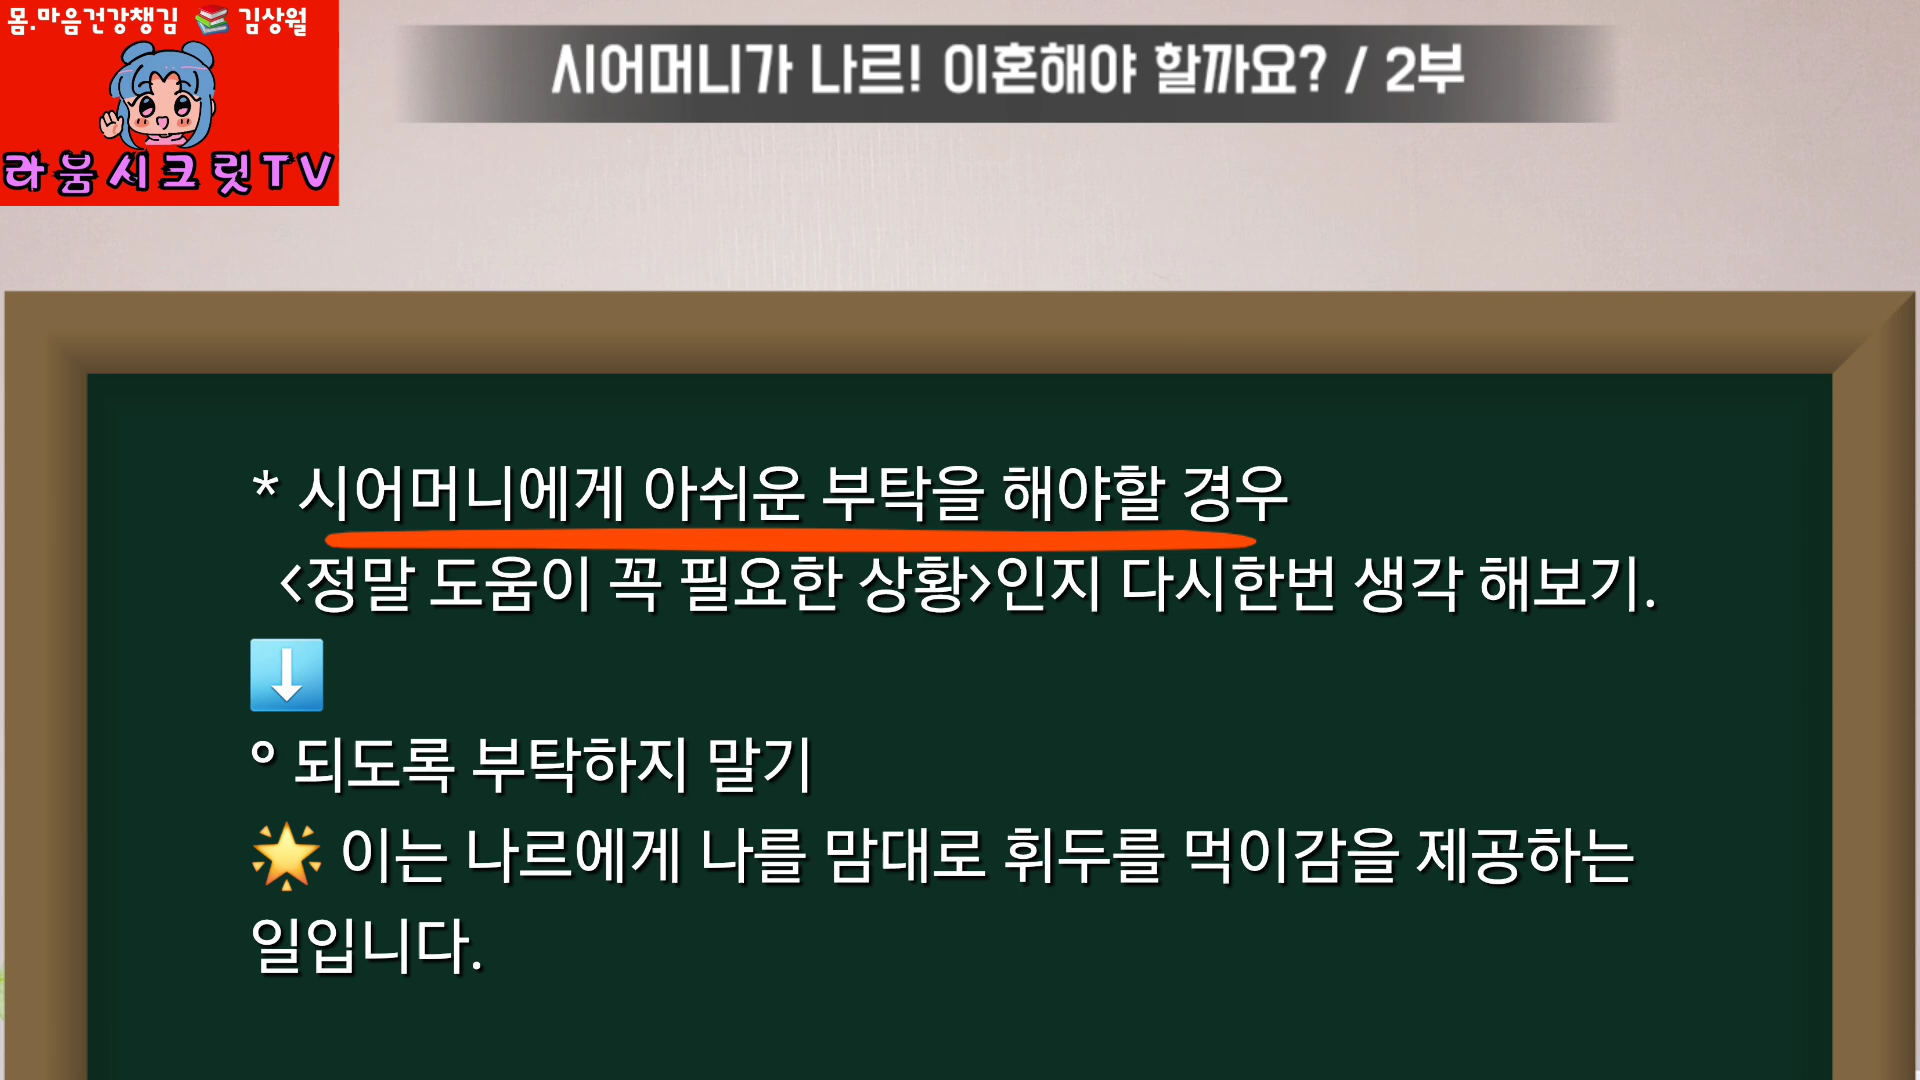 몸.마음건강챙김 📚 김상월
라붐시크릿TV
시어머니가 나르! 이혼해야 할까요? / 2부
* 시어머니에게 아쉬운 부탁을 해야할 경우
<정말 도움이 꼭 필요한 상황>인지 다시한번 생각 해보기.
⬇️
° 되도록 부탁하지 말기
🌟 이는 나르에게 나를 맘대로 휘두를 먹이감을 제공하는
일입니다.